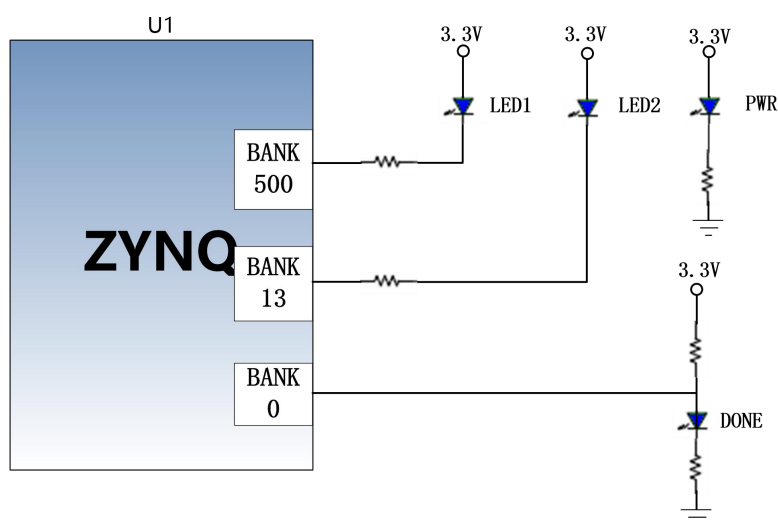 U1
3.3V
3.3V
3.3V
LED1
LED2
PWR
BANK
500
ZYNQ
BANK
13
3.3V
BANK
0
DONE